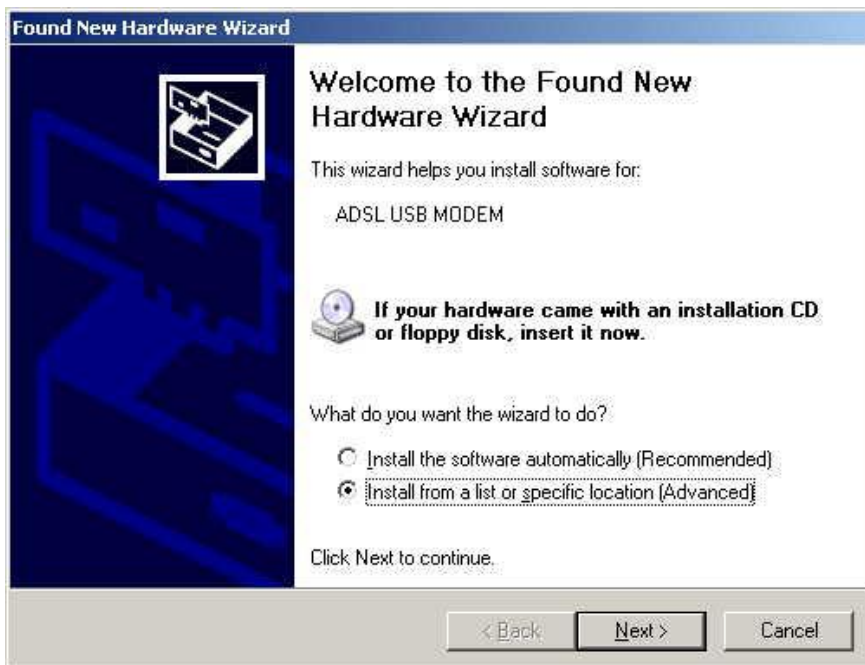 Found New Hardware Wizard
Welcome to the Found New
Hardware Wizard
This wizard helps you install software for:
ADSL USB MODEM
If your hardware came with an installation CD
or floppy disk, insert it now.
What do you want the wizard to do?
Install the software automatically (Recommended)
Install from a list or specific location (Advanced)
Click Next to continue.
< Back
Next >
Cancel